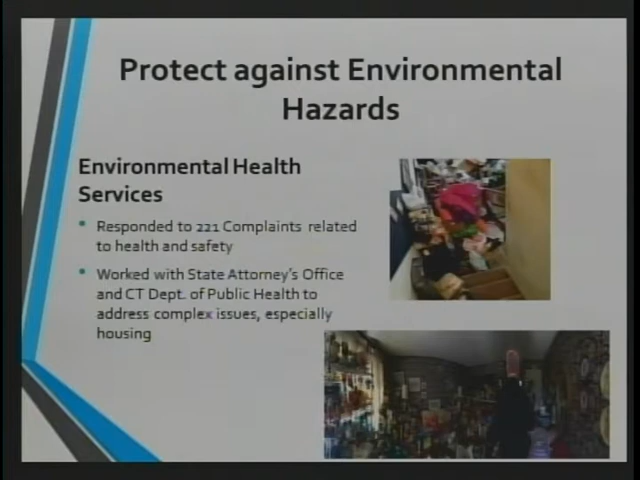 Protect against Environmental
Hazards
Environmental Health
Services
• Responded to 221 Complaints related
to health and safety
• Worked with State Attorney's Office
and CT Dept. of Public Health to
address complex issues, especially
housing